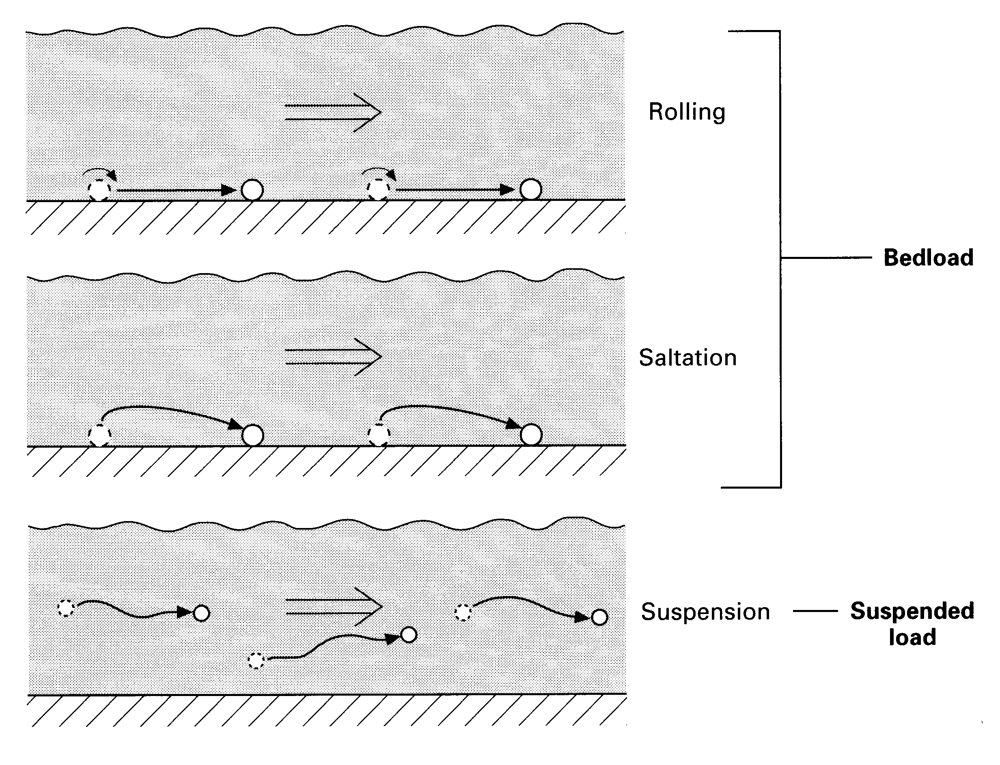 Rolling
Bedload
Saltation
Suspension
Suspended
load